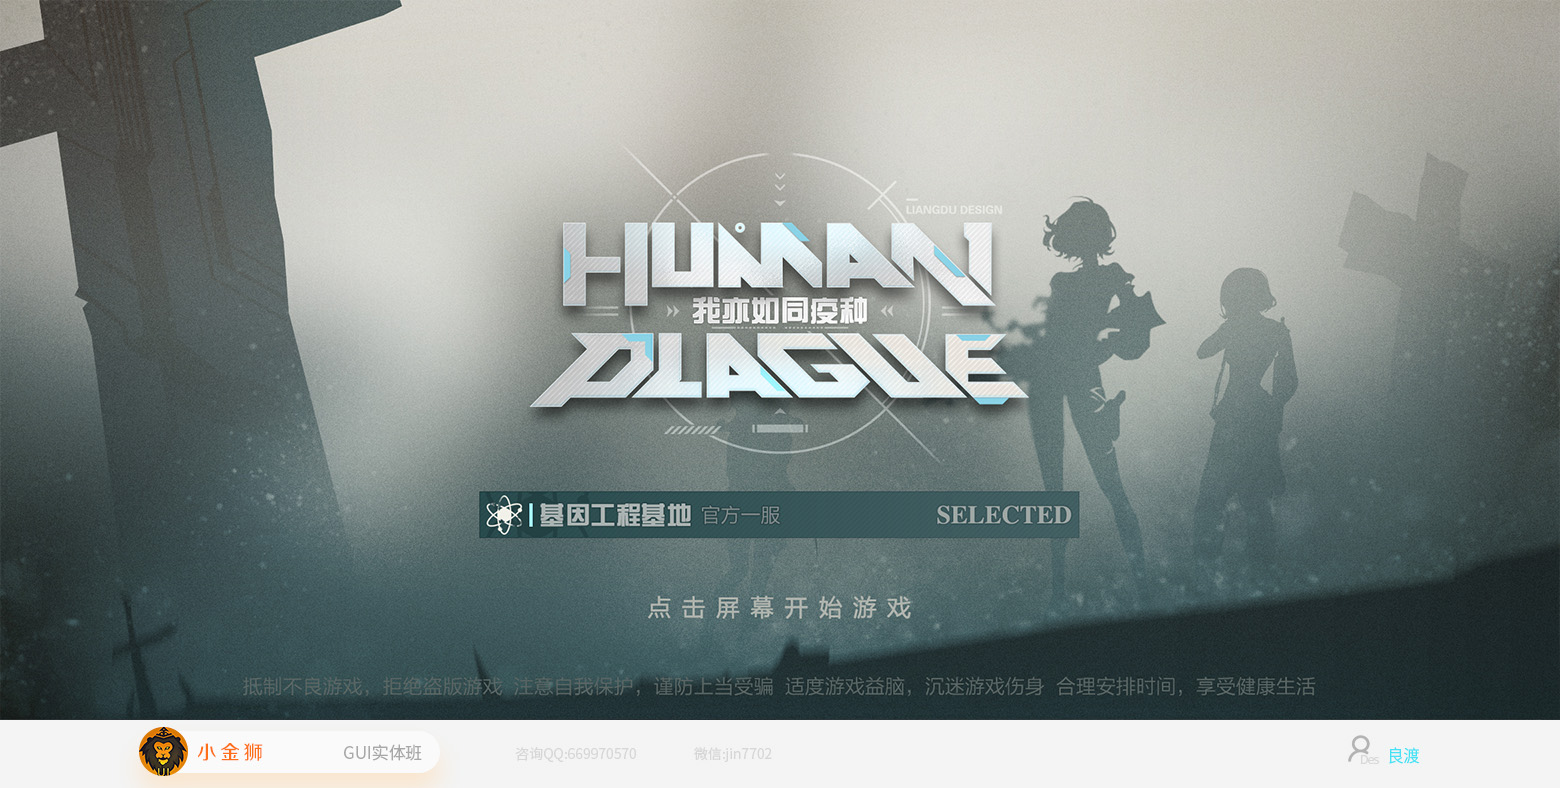 LIANGDU DESIGN
HUMAN
我亦如同疫种
PLAGUE
基因工程基地 官方一服 SELECTED
点击屏幕开始游戏
抵制不良游戏，拒绝盗版游戏 注意自我保护，谨防上当受骗 适度游戏益脑，沉迷游戏伤身 合理安排时间，享受健康生活
小金狮 GUI实体班 咨询QQ:669970570 微信:jin7702 Des 良渡